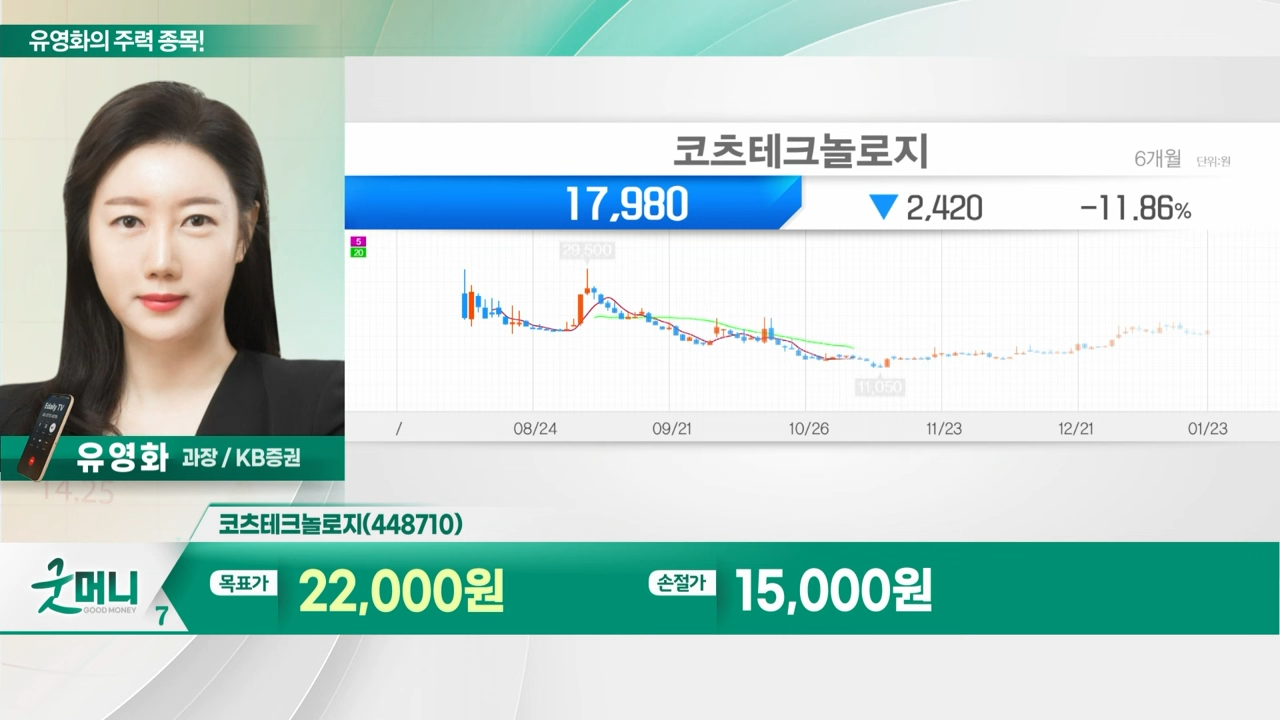 유영화의 주력 종목!
코츠테크놀로지
6개월 단위:원
17,980
▼ 2,420
-11.86%
5
20
29,500
11,050
/ 08/24 09/21 10/26 11/23 12/21 01/23
Edaily TV
유영화 과장 / KB증권
14.25
코츠테크놀로지(448710)
굿머니
GOOD MONEY
7
목표가 22,000원
손절가 15,000원